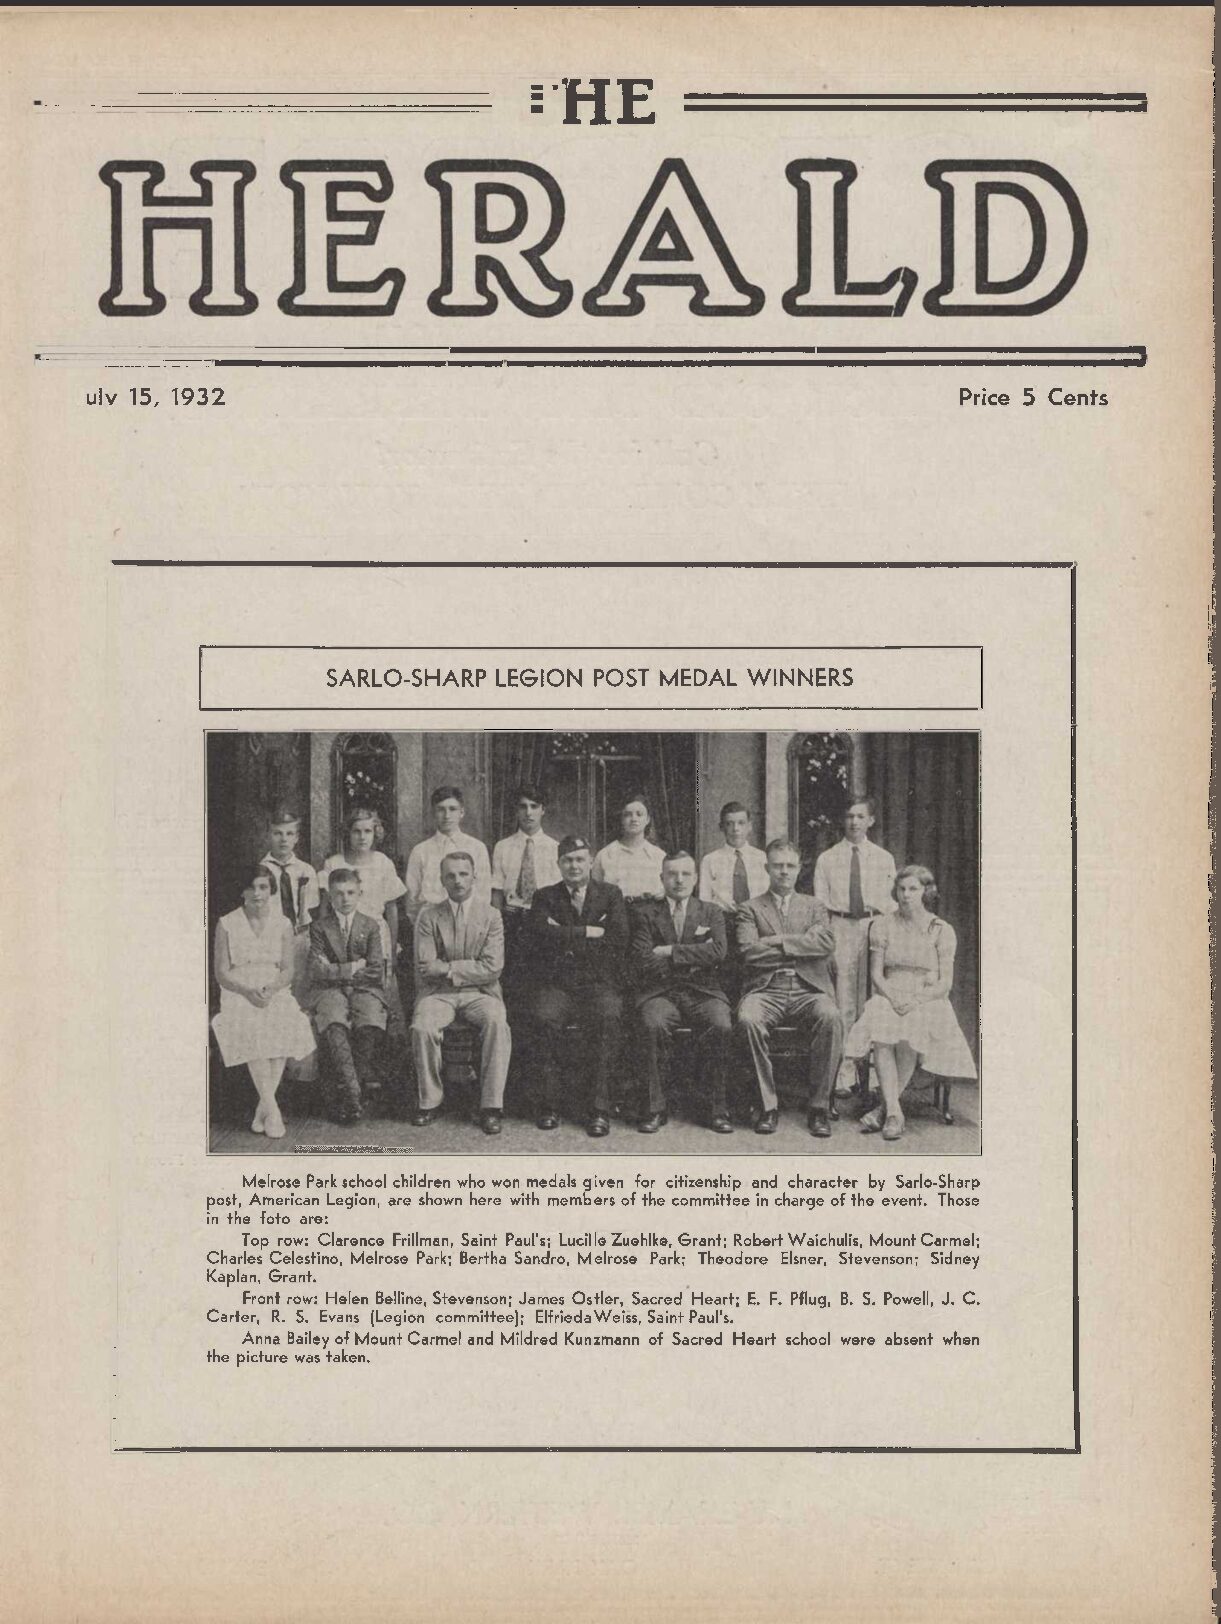 THE
HERALD
uly 15, 1932 Price 5 Cents
SARLO-SHARP LEGION POST MEDAL WINNERS
Melrose Park school children who won medals given for citizenship and character by Sarlo-Sharp
post, American Legion, are shown here with members of the committee in charge of the event. Those
in the foto are:
Top row: Clarence Frillman, Saint Paul's; Lucille Zuehlke, Grant; Robert Waichulis, Mount Carmel;
Charles Celestino, Melrose Park; Bertha Sandro, Melrose Park; Theodore Elsner, Stevenson; Sidney
Kaplan, Grant.
Front row: Helen Belline, Stevenson; James Ostler, Sacred Heart; E. F. Pflug, B. S. Powell, J. C.
Carter, R. S. Evans (Legion committee); Elfrieda Weiss, Saint Paul's.
Anna Bailey of Mount Carmel and Mildred Kunzmann of Sacred Heart school were absent when
the picture was taken.